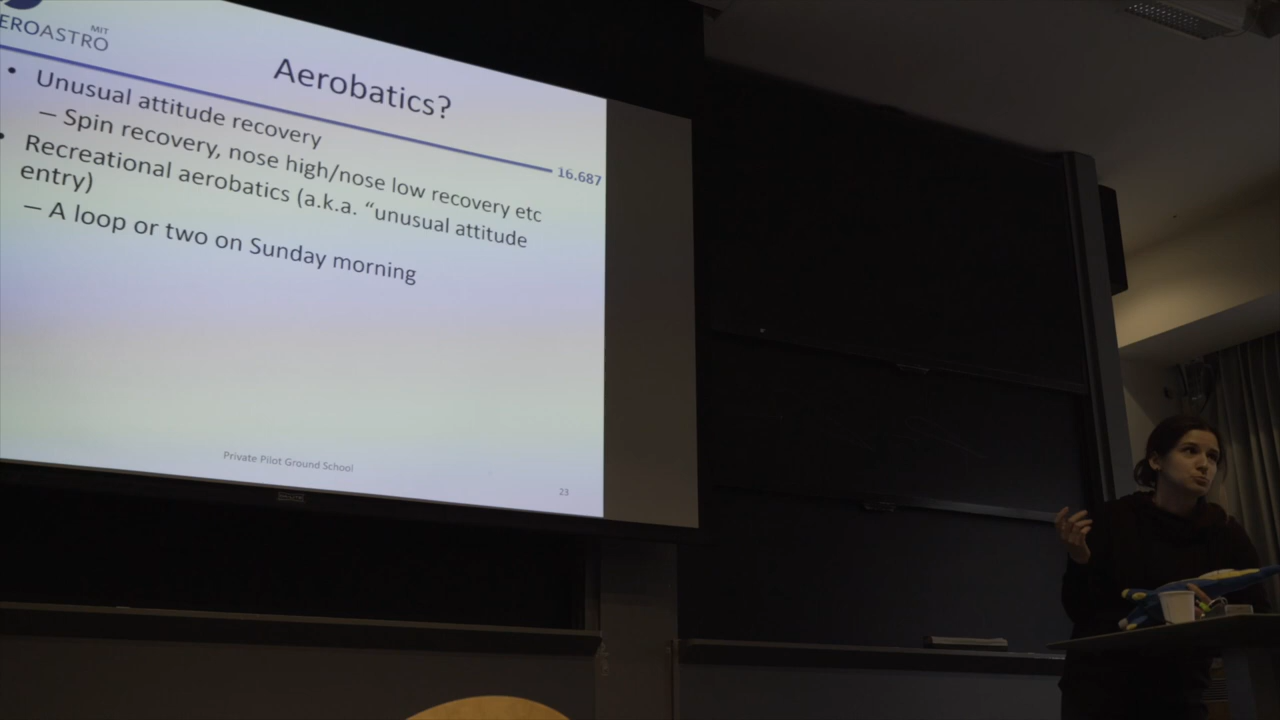 MIT
EROASTRO
Aerobatics?
16.687
• Unusual attitude recovery
– Spin recovery, nose high/nose low recovery etc
• Recreational aerobatics (a.k.a. “unusual attitude
entry)
– A loop or two on Sunday morning
Private Pilot Ground School
23